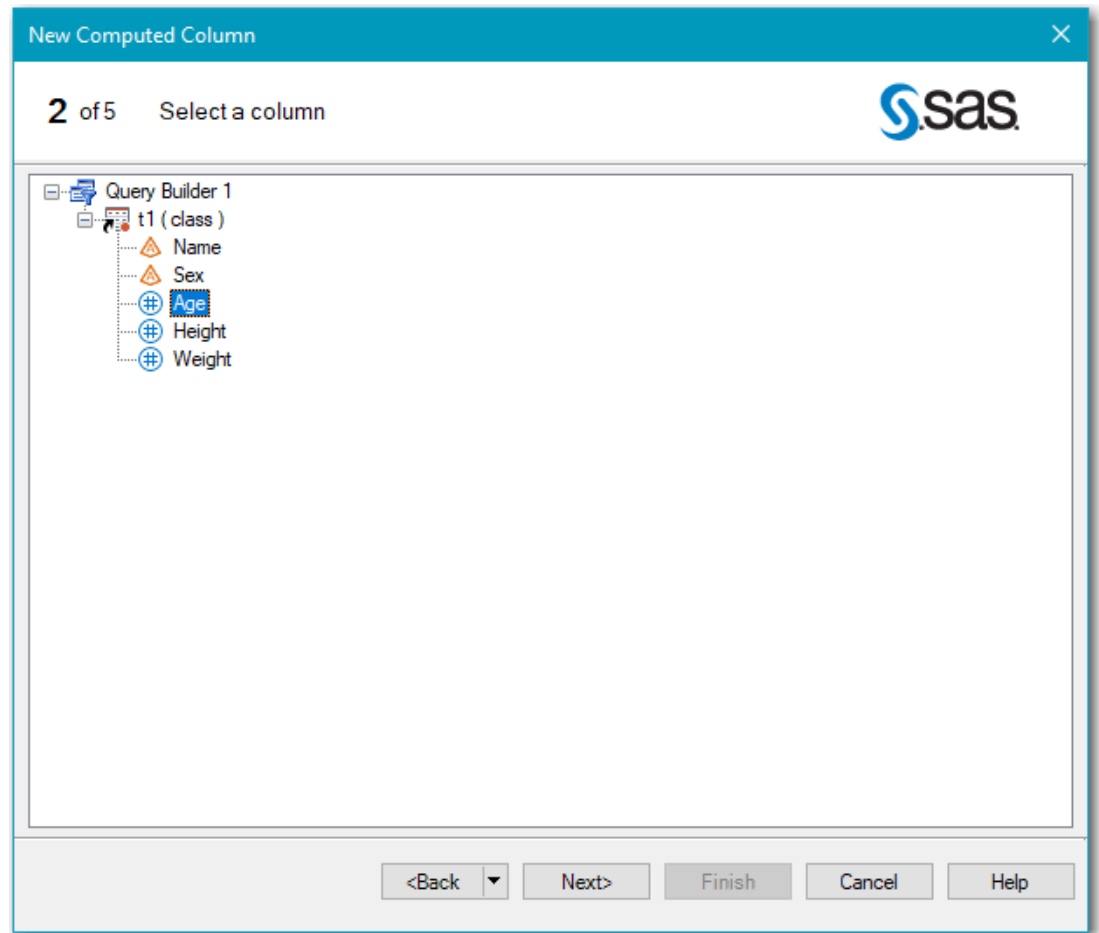 New Computed Column
2 of 5 Select a column
sas
Query Builder 1
t1 ( class )
Name
Sex
Age
Height
Weight
<Back Next> Finish Cancel Help